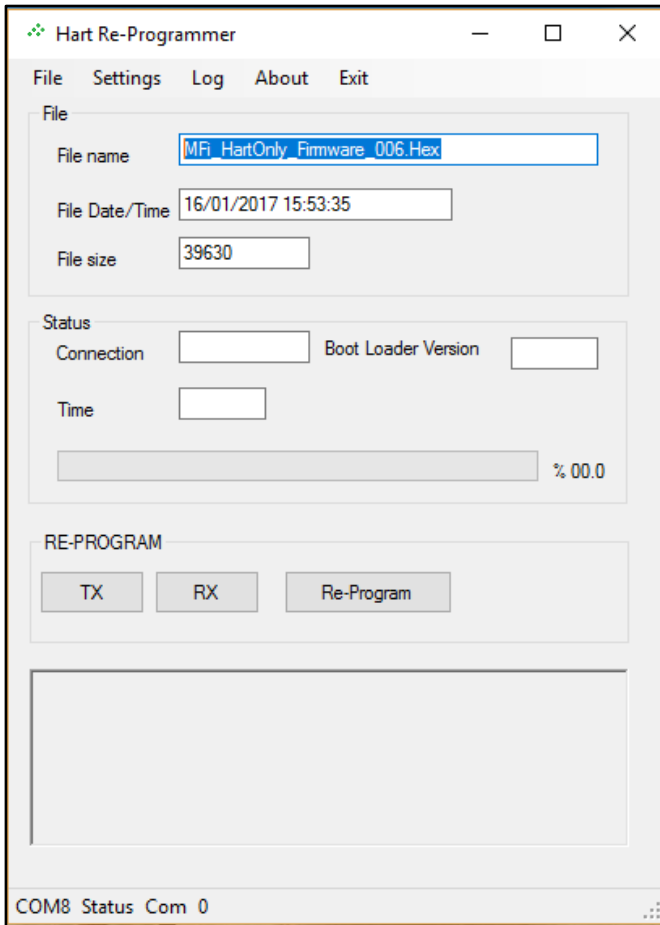 Hart Re-Programmer
File Settings Log About Exit
File
File name MFi_HartOnly_Firmware_006.Hex
File Date/Time 16/01/2017 15:53:35
File size 39630
Status
Connection Boot Loader Version
Time
% 00.0
RE-PROGRAM
TX RX Re-Program
COM8 Status Com 0